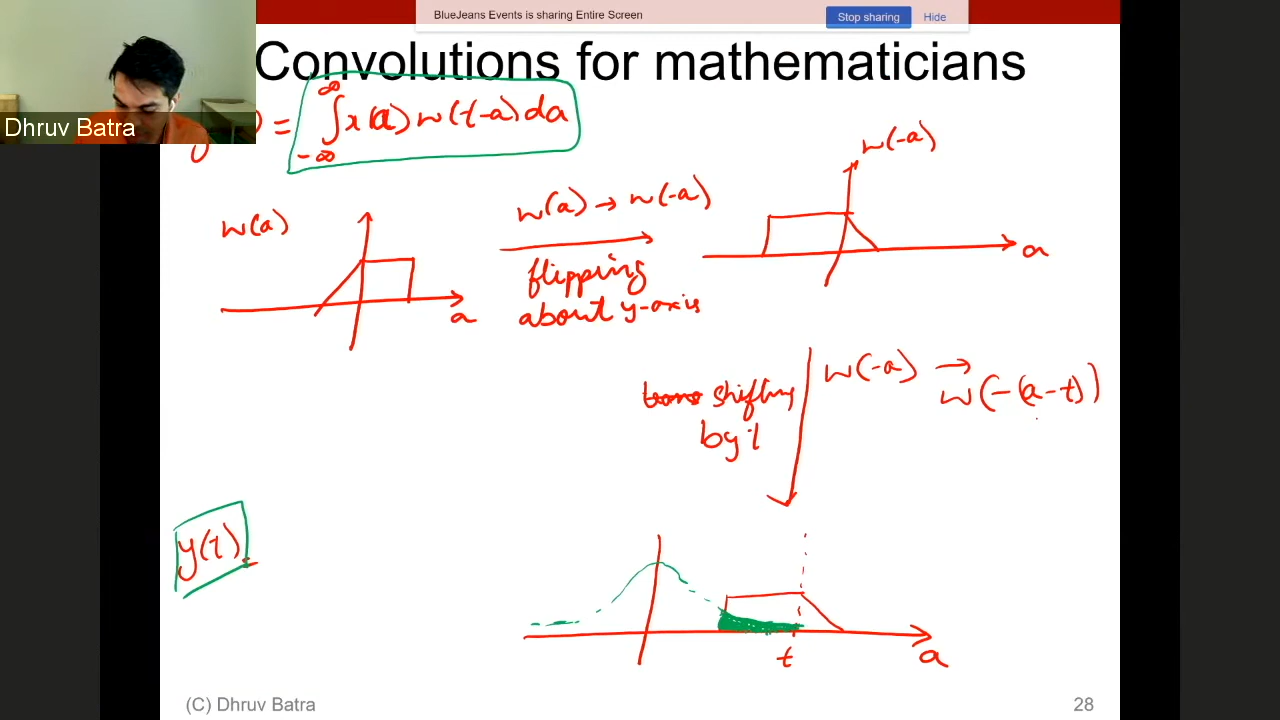 BlueJeans Events is sharing Entire Screen
Stop sharing
Hide
Convolutions for mathematicians
Dhruv Batra
) = ∫ x(a) w(t-a) da
∞
-∞
w(-a)
w(a)
w(a) → w(-a)
flipping
about y-axis
a
a
w(-a) →
w(-(a-t))
shifting
by t
y(t)
t
a
(C) Dhruv Batra
28